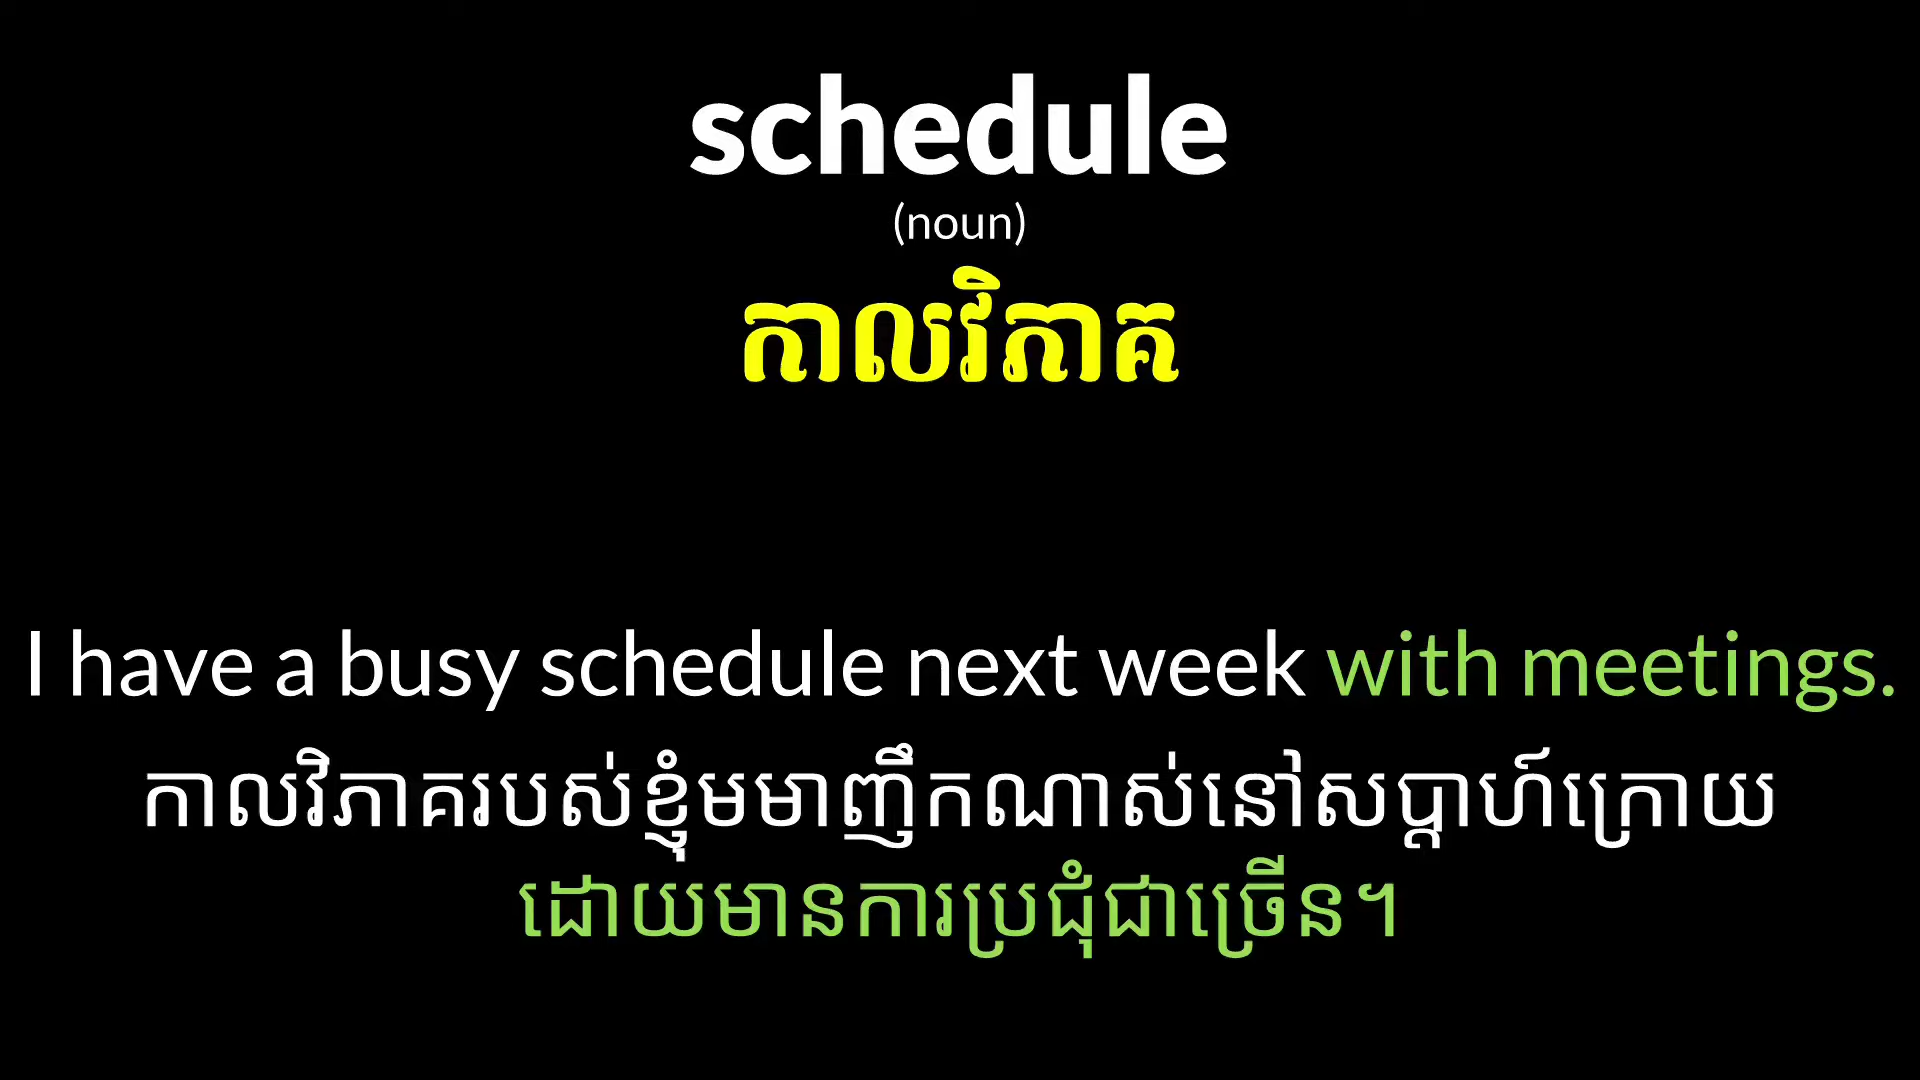 schedule
(noun)
កាលវិភាគ
I have a busy schedule next week with meetings.
កាលវិភាគរបស់ខ្ញុំមមាញឹកណាស់នៅសប្តាហ៍ក្រោយ
ដោយមានការប្រជុំជាច្រើន។